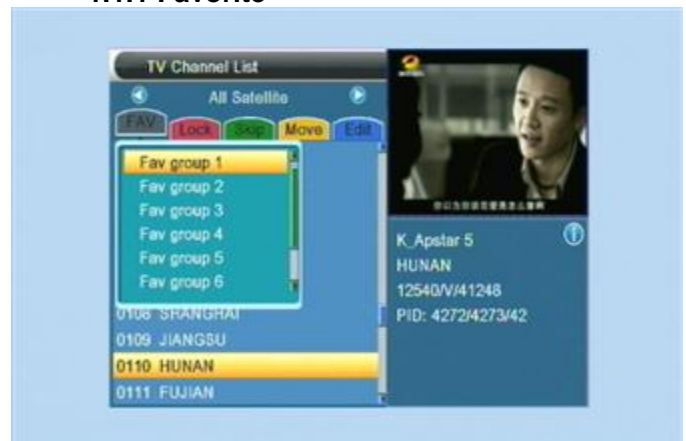 TV Channel List
All Satellite
FAV Lock Skip Move Edit
Fav group 1
Fav group 2
Fav group 3
Fav group 4
Fav group 5
Fav group 6
0108 SHANGHAI
0109 JIANGSU
0110 HUNAN
0111 FUJIAN
K_Apstar 5
HUNAN
12540/V/41248
PID: 4272/4273/42